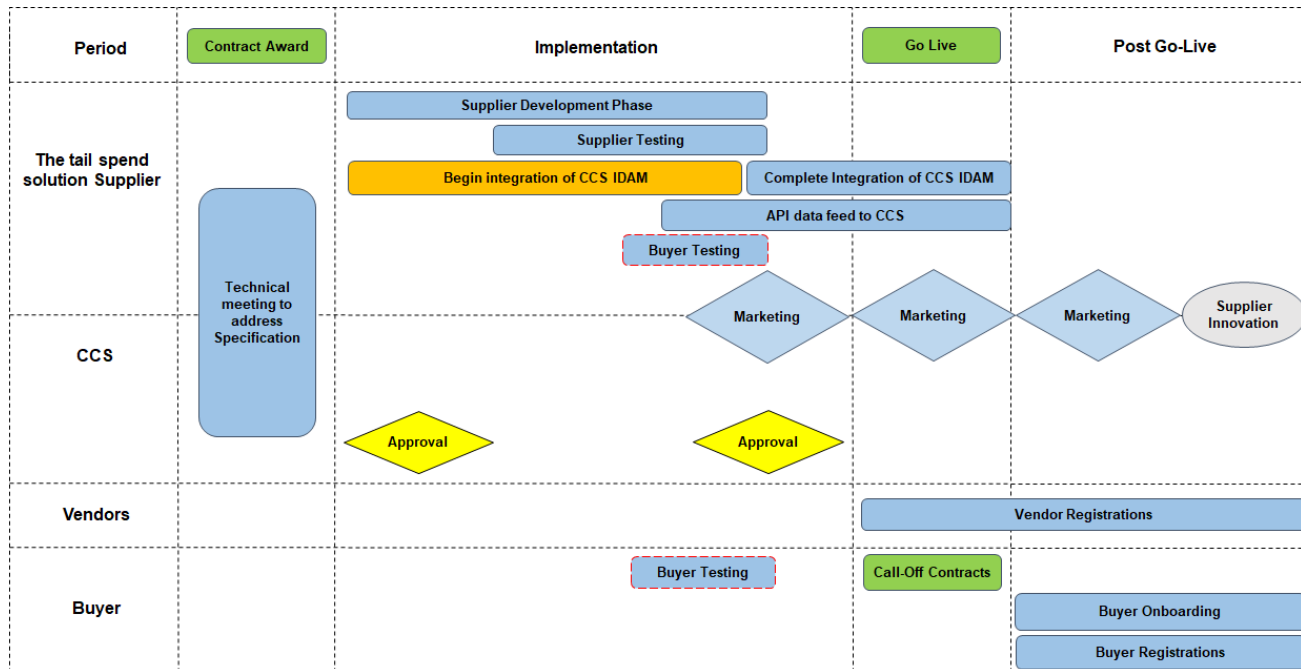 Period
Contract Award
Implementation
Go Live
Post Go-Live
The tail spend
solution Supplier
Supplier Development Phase
Supplier Testing
Begin integration of CCS IDAM
Complete Integration of CCS IDAM
API data feed to CCS
Buyer Testing
Technical
meeting to
address
Specification
Marketing
Marketing
Marketing
Supplier
Innovation
CCS
Approval
Approval
Vendors
Vendor Registrations
Buyer
Buyer Testing
Call-Off Contracts
Buyer Onboarding
Buyer Registrations